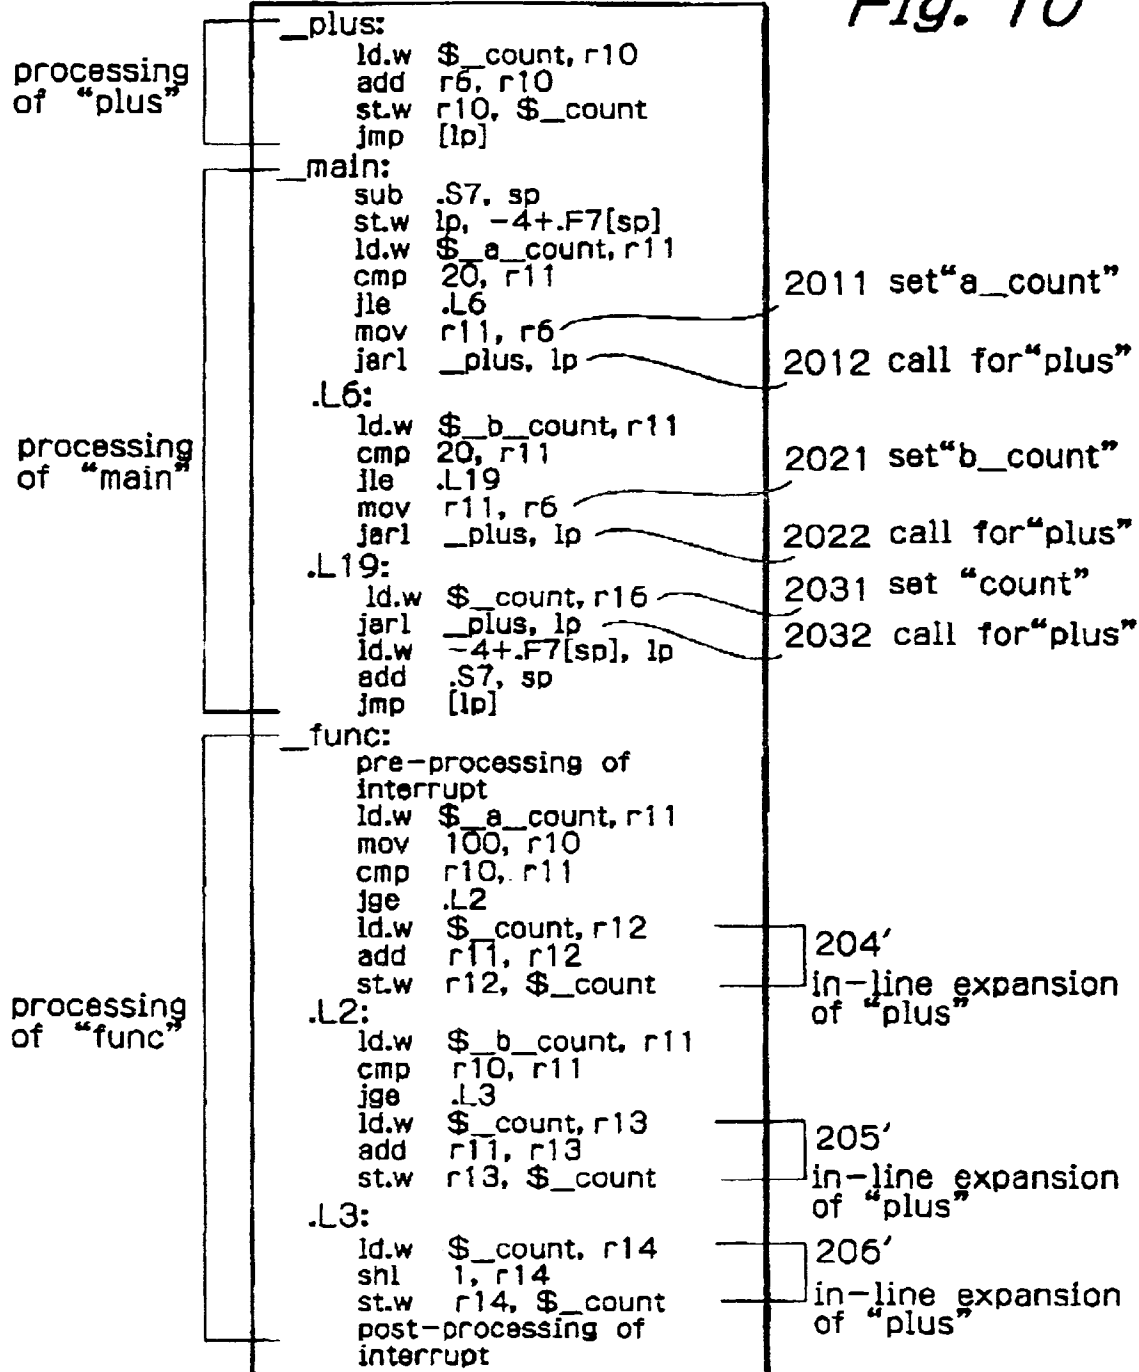 Fig. 10
_plus:
ld.w $_count, r10
add r6, r10
st.w r10, $_count
jmp [lp]
processing
of “plus”
_main:
sub .S7, sp
st.w lp, -4+.F7[sp]
ld.w $_a_count, r11
cmp 20, r11
jle .L6
mov r11, r6
2011 set“a_count”
jarl _plus, lp
2012 call for“plus”
.L6:
ld.w $_b_count, r11
cmp 20, r11
jle .L19
mov r11, r6
2021 set“b_count”
jarl _plus, lp
2022 call for“plus”
.L19:
ld.w $_count, r16
2031 set “count”
jarl _plus, lp
2032 call for“plus”
ld.w -4+.F7[sp], lp
add .S7, sp
jmp [lp]
processing
of “main”
_func:
pre-processing of
interrupt
ld.w $_a_count, r11
mov 100, r10
cmp r10, r11
jge .L2
ld.w $_count, r12
add r11, r12
st.w r12, $_count
204′
in-line expansion
of “plus”
.L2:
ld.w $_b_count, r11
cmp r10, r11
jge .L3
ld.w $_count, r13
add r11, r13
st.w r13, $_count
205′
in-line expansion
of “plus”
.L3:
ld.w $_count, r14
shl 1, r14
st.w r14, $_count
206′
in-line expansion
of “plus”
post-processing of
interrupt
processing
of “func”